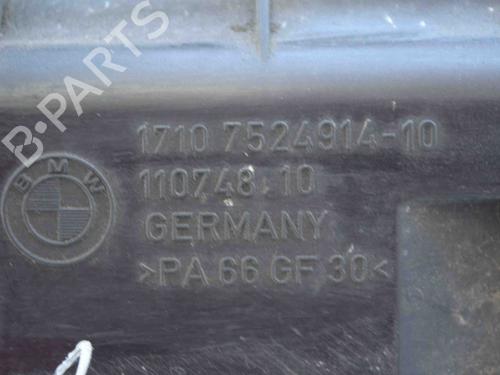 B-PARTS
1710 7524914-10
110748.10
GERMANY
>PA 66 GF 30<
BMW